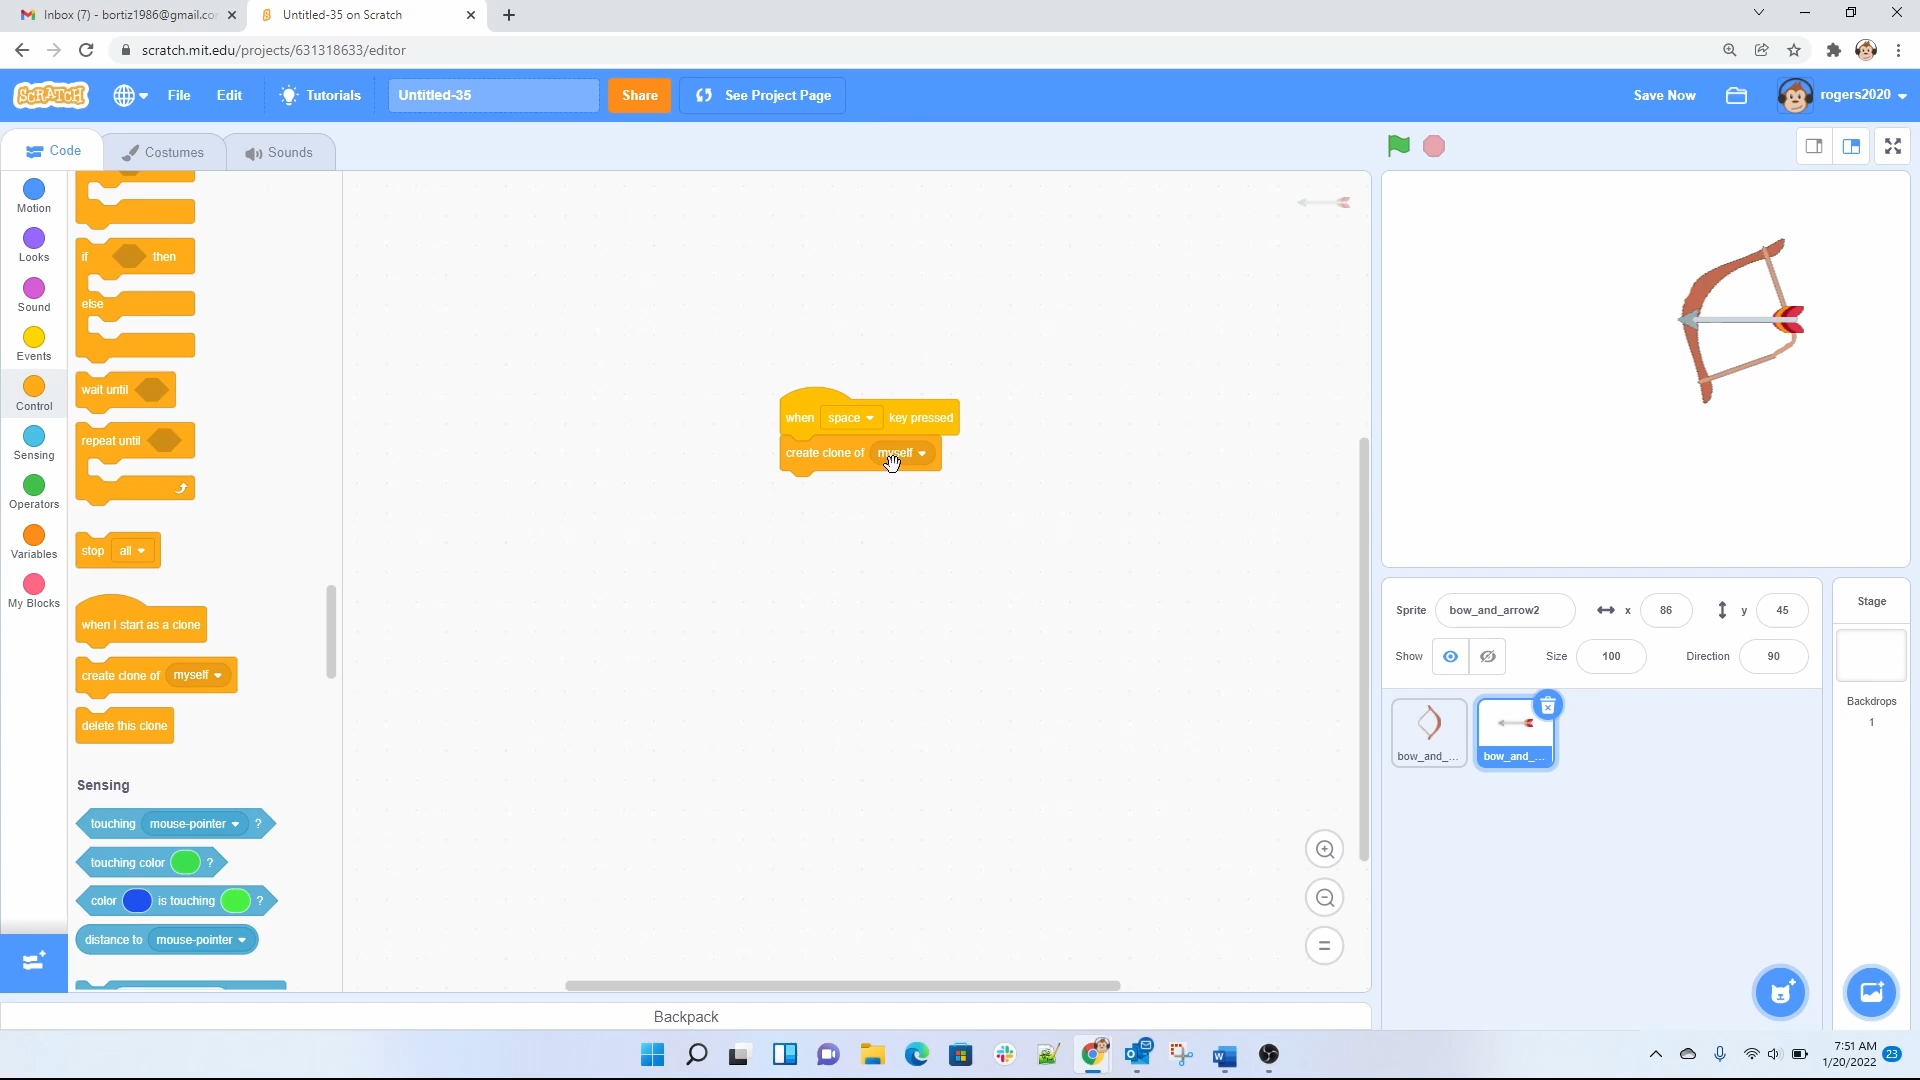 Inbox (7) - bortiz1986@gmail.cor
Untitled-35 on Scratch
scratch.mit.edu/projects/631318633/editor
SCRATCH
File
Edit
Tutorials
Untitled-35
Share
See Project Page
Save Now
rogers2020
Code
Costumes
Sounds
Motion
Looks
Sound
Events
Control
Sensing
Operators
Variables
My Blocks
if then
else
wait until
repeat until
stop all
when I start as a clone
create clone of myself
delete this clone
Sensing
touching mouse-pointer ?
touching color ?
color is touching ?
distance to mouse-pointer
when space key pressed
create clone of myself
Sprite bow_and_arrow2 x 86 y 45
Show Size 100 Direction 90
bow_and_...
bow_and_...
Stage
Backdrops
1
Backpack
7:51 AM
1/20/2022
23